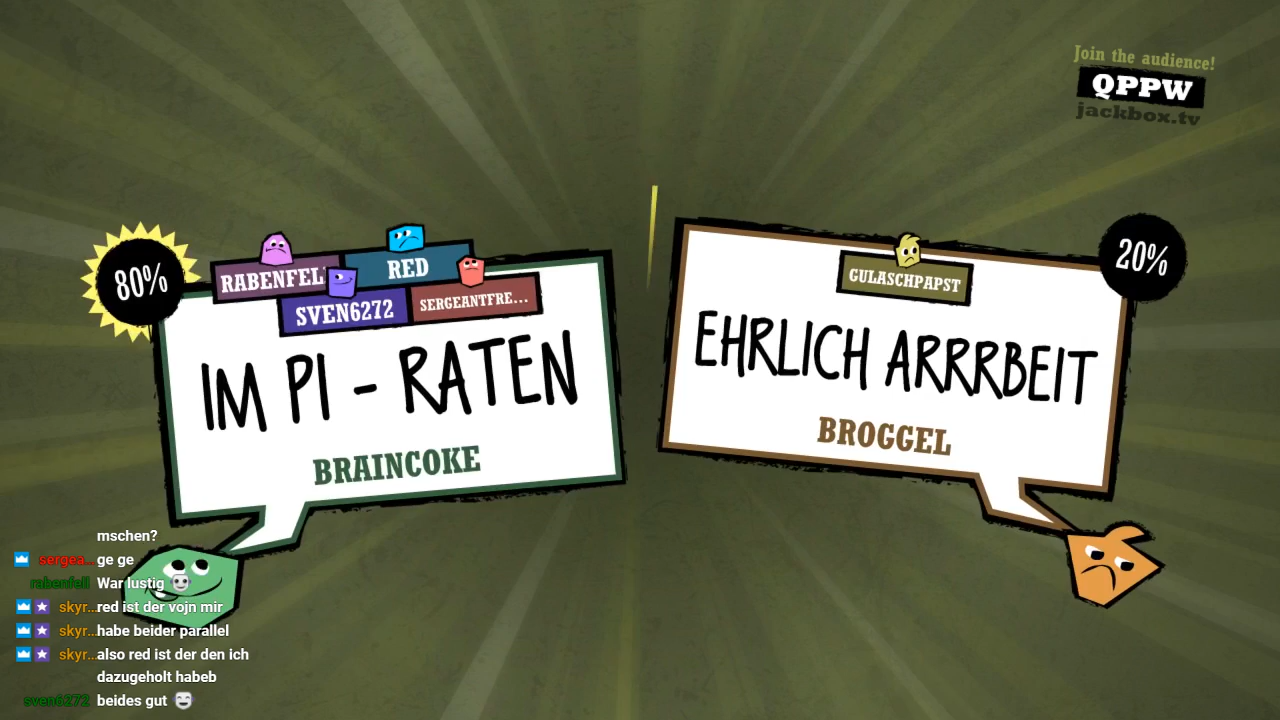 Join the audience!
QPPW
jackbox.tv
80%
RABENFEL
RED
SVEN6272
SERGEANTFRE...
IM PI - RATEN
BRAINCOKE
20%
GULASCHPAPST
EHRLICH ARRRBEIT
BROGGEL
mschen?
sergea... ge ge
rabenfell War lustig
skyr... red ist der vojn mir
skyr... habe beider parallel
skyr... also red ist der den ich
dazugeholt habeb
sven6272 beides gut